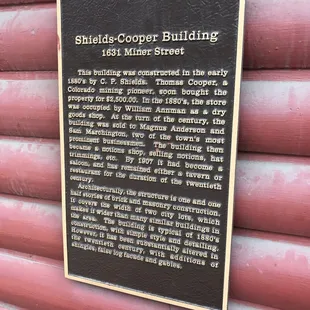 Shields-Cooper Building
1631 Miner Street
This building was constructed in the early
1880's by C. P. Shields. Thomas Cooper, a
Colorado mining pioneer, soon bought the
property for $2,500.00. In the 1880's, the store
was occupied by William Annman as a dry
goods shop. At the turn of the century, the
building was sold to Magnus Anderson and
Sam Marchington, two of the town's most
prominent businessmen. The building then
became a notions shop, selling notions, hat
trimmings, etc. By 1907 it had become a
saloon, and has remained either a tavern or
restaurant for the duration of the twentieth
century.
Architecturally, the structure is one and one
half stories of brick and masonry construction.
It covers the width of two city lots, which
makes it wider than many similar buildings in
the area. The building is typical of 1880's
construction, with simple style and detailing.
However, it has been substantially altered in
the twentieth century, with additions of
shingles, false log facade and gables.